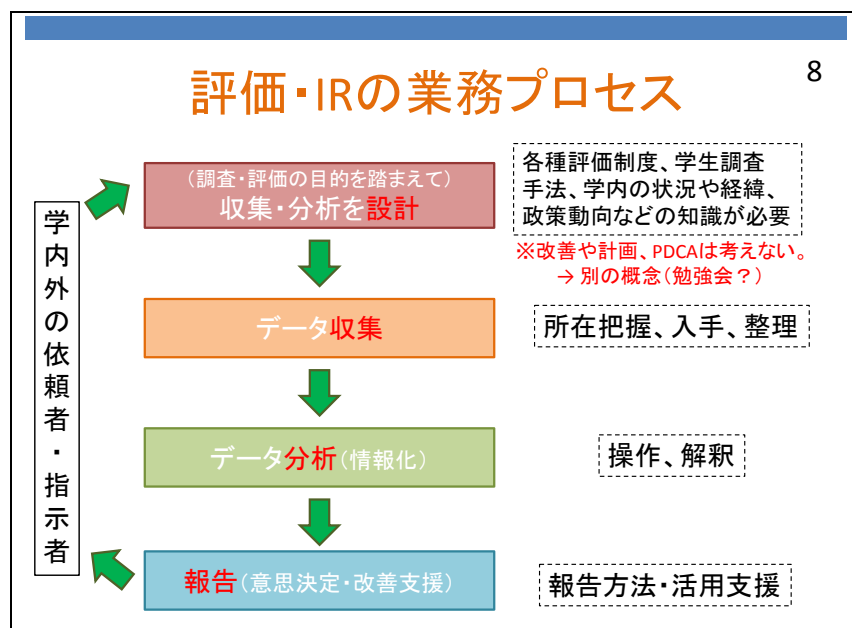 8
評価・IRの業務プロセス
学内外の依頼者・指示者
（調査・評価の目的を踏まえて）
収集・分析を設計
各種評価制度、学生調査
手法、学内の状況や経緯、
政策動向などの知識が必要
※改善や計画、PDCAは考えない。
→ 別の概念（勉強会？）
データ収集
所在把握、入手、整理
データ分析（情報化）
操作、解釈
報告（意思決定・改善支援）
報告方法・活用支援